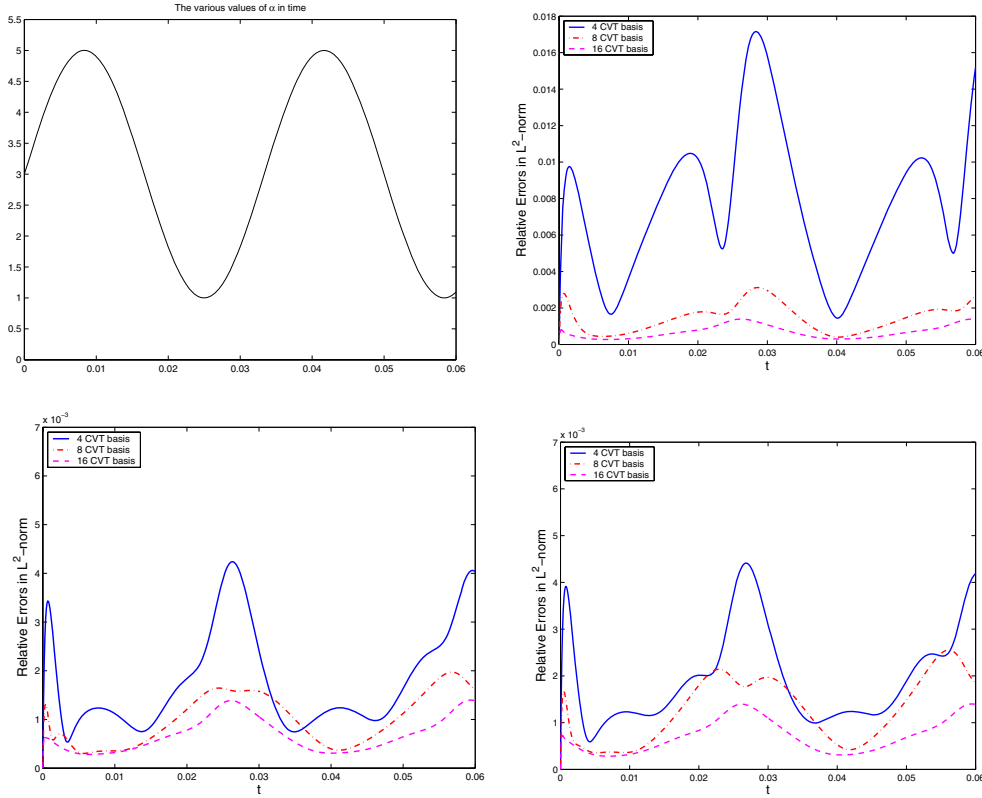 The various values of α in time
5.5
5
4.5
4
3.5
3
2.5
2
1.5
1
0.5
0
0 0.01 0.02 0.03 0.04 0.05 0.06
0.018
0.016
0.014
0.012
0.01
0.008
0.006
0.004
0.002
0
Relative Errors in L²−norm
4 CVT basis
8 CVT basis
16 CVT basis
0 0.01 0.02 0.03 0.04 0.05 0.06
t
x 10⁻³
7
6
5
4
3
2
1
0
Relative Errors in L²−norm
4 CVT basis
8 CVT basis
16 CVT basis
0 0.01 0.02 0.03 0.04 0.05 0.06
t
x 10⁻³
7
6
5
4
3
2
1
0
Relative Errors in L²−norm
4 CVT basis
8 CVT basis
16 CVT basis
0 0.01 0.02 0.03 0.04 0.05 0.06
t